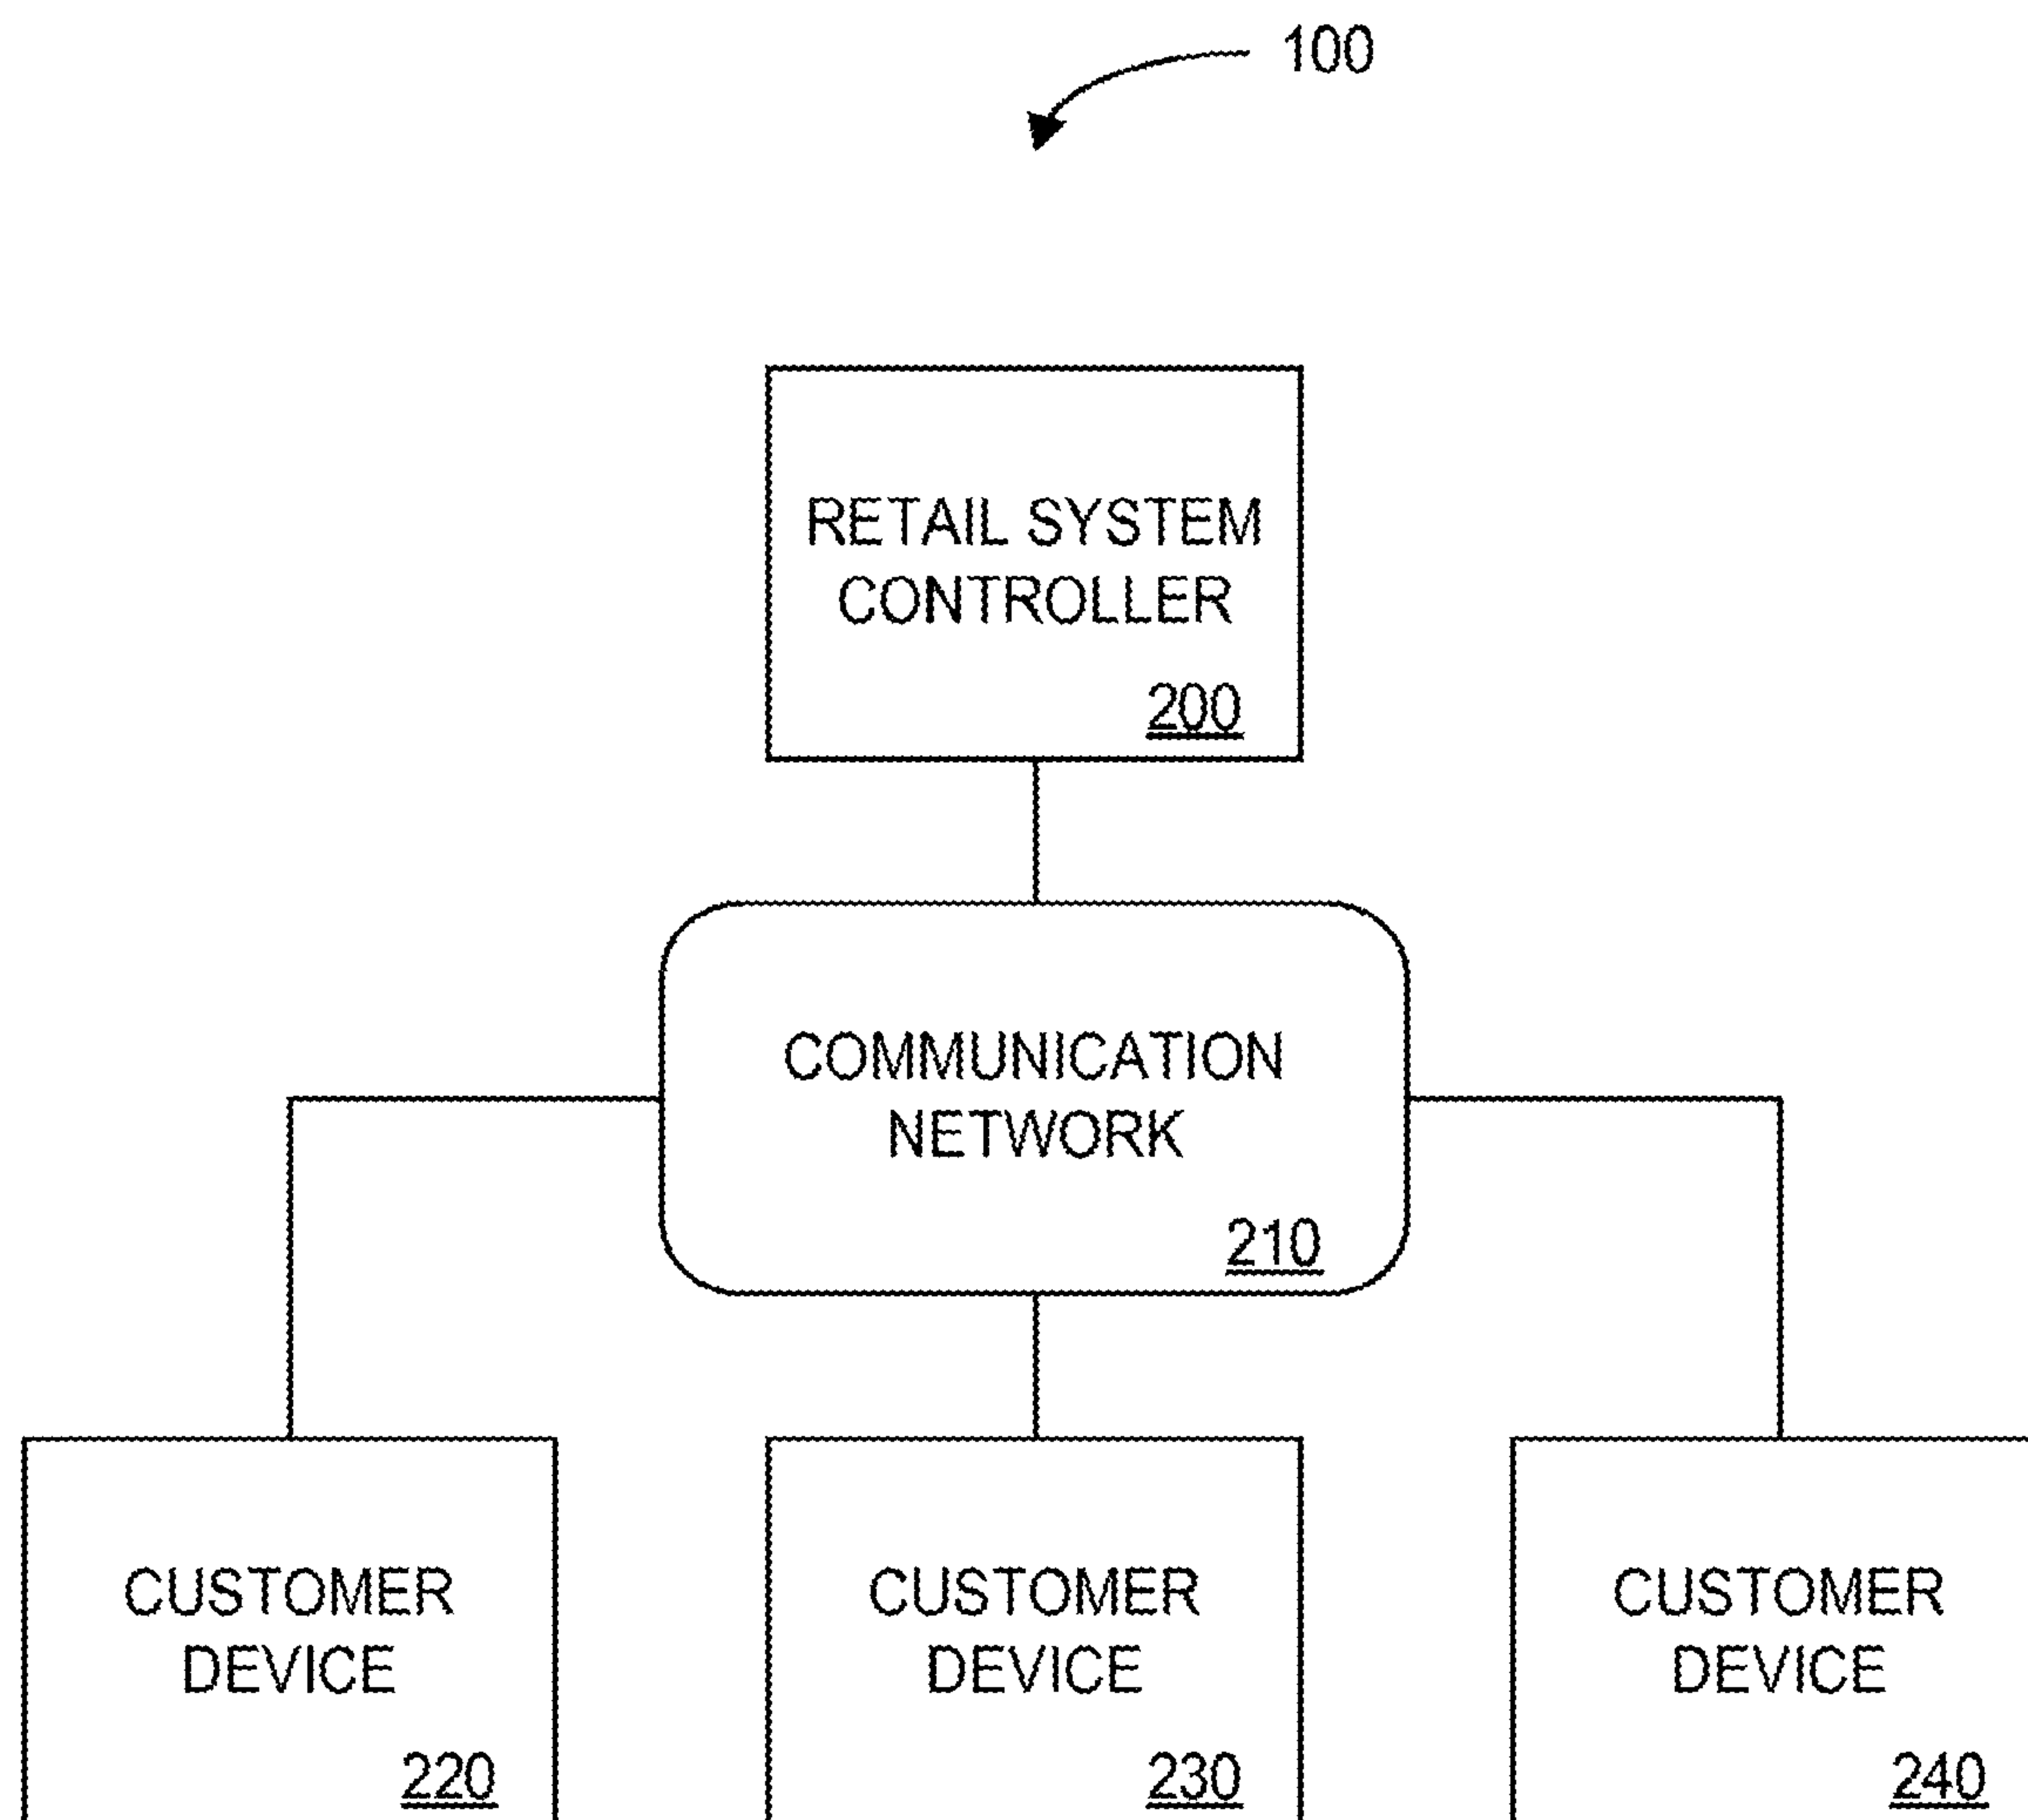 100
RETAIL SYSTEM
CONTROLLER
200
COMMUNICATION
NETWORK
210
CUSTOMER
DEVICE
220
CUSTOMER
DEVICE
230
CUSTOMER
DEVICE
240